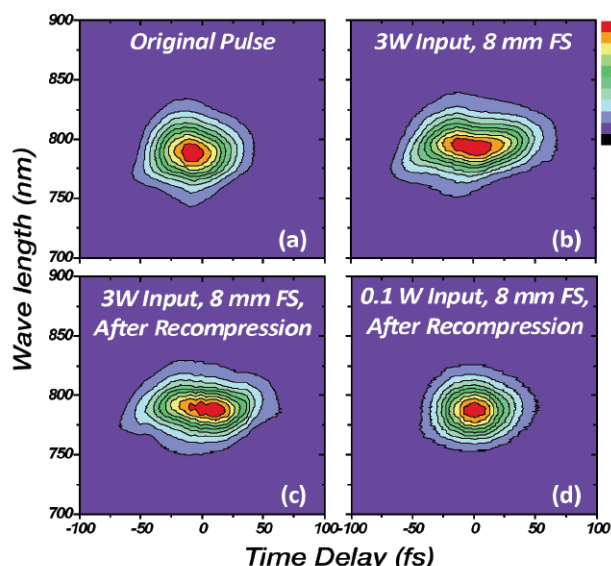 900
850
800
750
700
Original Pulse
(a)
3W Input, 8 mm FS
(b)
900
850
800
750
700
3W Input, 8 mm FS,
After Recompression
(c)
0.1 W Input, 8 mm FS,
After Recompression
(d)
-100 -50 0 50 100 -100 -50 0 50 100
Wave length (nm)
Time Delay (fs)